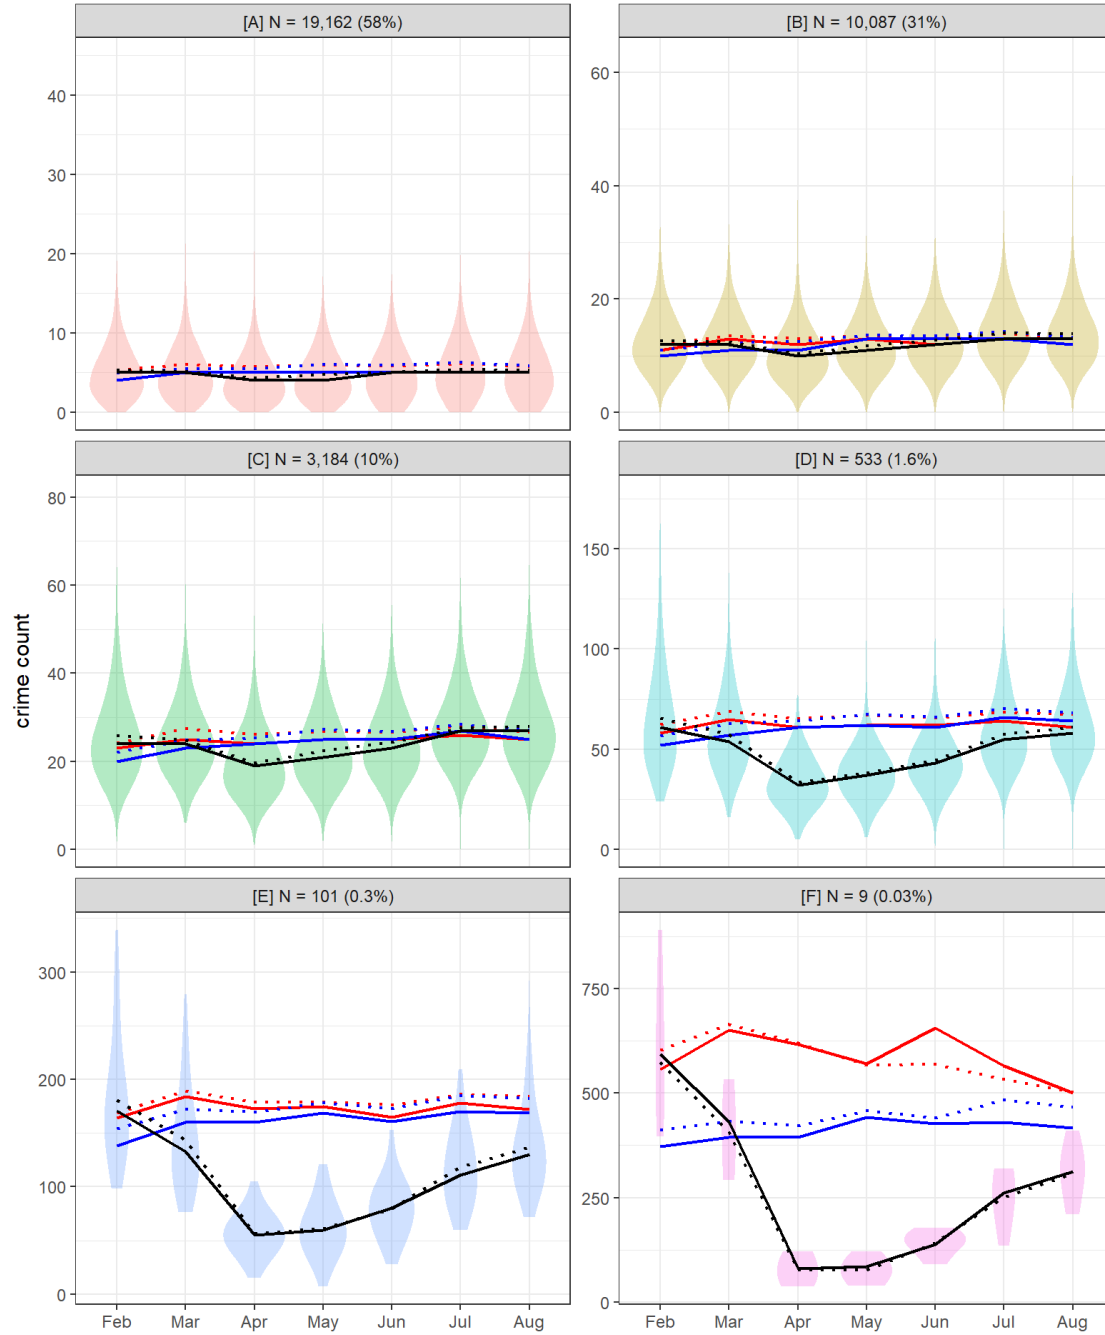 [A] N = 19,162 (58%)
[B] N = 10,087 (31%)
40
30
20
10
0
60
40
20
0
[C] N = 3,184 (10%)
[D] N = 533 (1.6%)
80
60
40
20
0
150
100
50
0
crime count
[E] N = 101 (0.3%)
[F] N = 9 (0.03%)
300
200
100
0
750
500
250
0
Feb Mar Apr May Jun Jul Aug
Feb Mar Apr May Jun Jul Aug